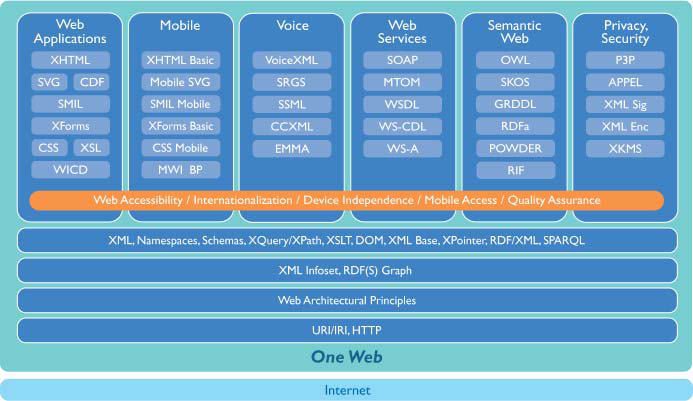 Web Applications
XHTML
SVG CDF
SMIL
XForms
CSS XSL
WICD
Mobile
XHTML Basic
Mobile SVG
SMIL Mobile
XForms Basic
CSS Mobile
MWI BP
Voice
VoiceXML
SRGS
SSML
CCXML
EMMA
Web Services
SOAP
MTOM
WSDL
WS-CDL
WS-A
Semantic Web
OWL
SKOS
GRDDL
RDFa
POWDER
RIF
Privacy, Security
P3P
APPEL
XML Sig
XML Enc
XKMS
Web Accessibility / Internationalization / Device Independence / Mobile Access / Quality Assurance
XML, Namespaces, Schemas, XQuery/XPath, XSLT, DOM, XML Base, XPointer, RDF/XML, SPARQL
XML Infoset, RDF(S) Graph
Web Architectural Principles
URI/IRI, HTTP
One Web
Internet